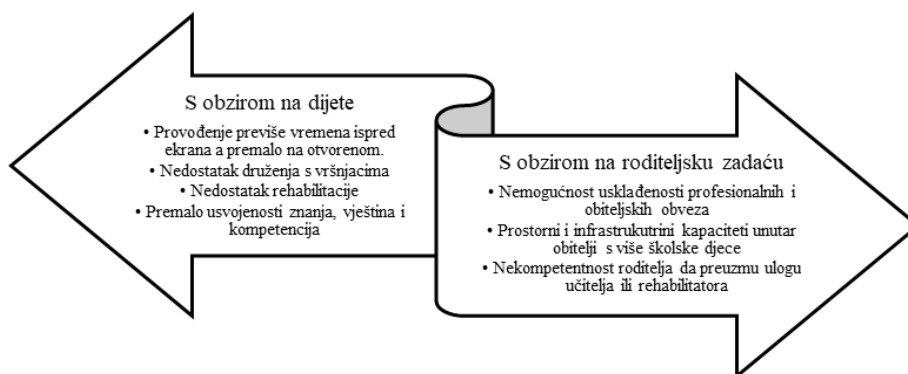 S obzirom na dijete
• Provođenje previše vremena ispred
ekrana a premalo na otvorenom.
• Nedostatak druženja s vršnjacima
• Nedostatak rehabilitacije
• Premalo usvojenosti znanja, vještina i
kompetencija
S obzirom na roditeljsku zadaću
• Nemogućnost usklađenosti profesionalnih i
obiteljskih obveza
• Prostorni i infrastrukutrini kapaciteti unutar
obitelji s više školske djece
• Nekompetentnost roditelja da preuzmu ulogu
učitelja ili rehabilitatora